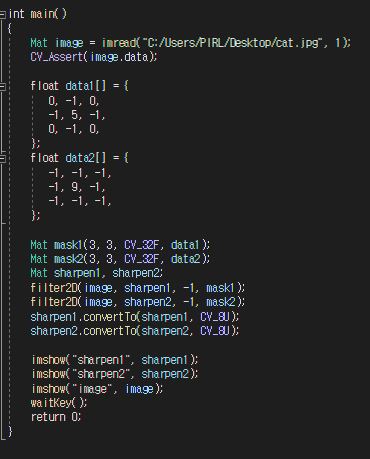 int main()
{
Mat image = imread("C:/Users/PIRL/Desktop/cat.jpg", 1);
CV_Assert(image.data);
float data1[] = {
0, -1, 0,
-1, 5, -1,
0, -1, 0,
};
float data2[] = {
-1, -1, -1,
-1, 9, -1,
-1, -1, -1,
};
Mat mask1(3, 3, CV_32F, data1);
Mat mask2(3, 3, CV_32F, data2);
Mat sharpen1, sharpen2;
filter2D(image, sharpen1, -1, mask1);
filter2D(image, sharpen2, -1, mask2);
sharpen1.convertTo(sharpen1, CV_8U);
sharpen2.convertTo(sharpen2, CV_8U);
imshow("sharpen1", sharpen1);
imshow("sharpen2", sharpen2);
imshow("image", image);
waitKey();
return 0;
}